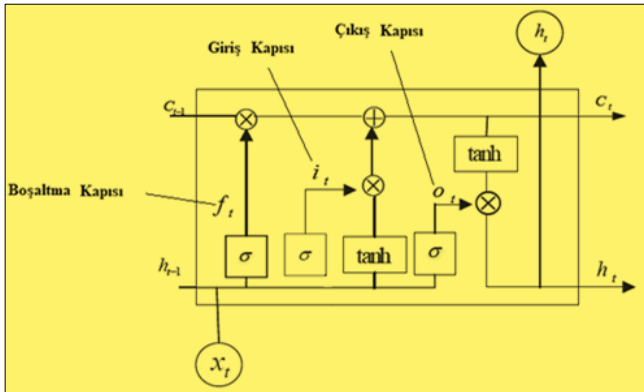 Çıkış Kapısı
h_t
Giriş Kapısı
C_{t-1}
C_t
tanh
i_t
o_t
Boşaltma Kapısı
f_t
σ
σ
tanh
σ
h_{t-1}
h_t
x_t